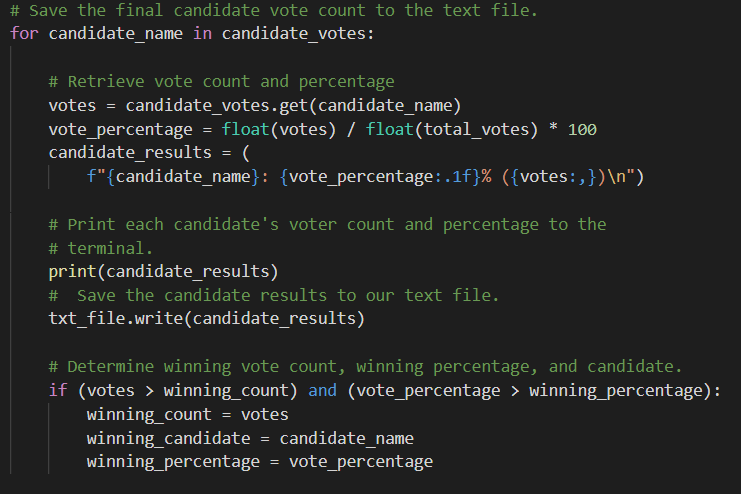 # Save the final candidate vote count to the text file.
for candidate_name in candidate_votes:
# Retrieve vote count and percentage
votes = candidate_votes.get(candidate_name)
vote_percentage = float(votes) / float(total_votes) * 100
candidate_results = (
f"{candidate_name}: {vote_percentage:.1f}% ({votes:,})\n")
# Print each candidate's voter count and percentage to the
# terminal.
print(candidate_results)
#  Save the candidate results to our text file.
txt_file.write(candidate_results)
# Determine winning vote count, winning percentage, and candidate.
if (votes > winning_count) and (vote_percentage > winning_percentage):
winning_count = votes
winning_candidate = candidate_name
winning_percentage = vote_percentage